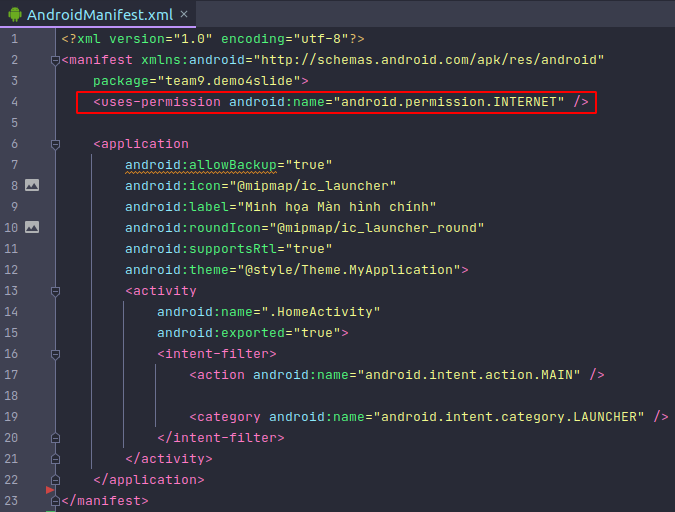 AndroidManifest.xml ×
1 <?xml version="1.0" encoding="utf-8"?>
2 <manifest xmlns:android="http://schemas.android.com/apk/res/android"
3 package="team9.demo4slide">
4 <uses-permission android:name="android.permission.INTERNET" />
5
6 <application
7 android:allowBackup="true"
8 android:icon="@mipmap/ic_launcher"
9 android:label="Minh họa Màn hình chính"
10 android:roundIcon="@mipmap/ic_launcher_round"
11 android:supportsRtl="true"
12 android:theme="@style/Theme.MyApplication">
13 <activity
14 android:name=".HomeActivity"
15 android:exported="true">
16 <intent-filter>
17 <action android:name="android.intent.action.MAIN" />
18
19 <category android:name="android.intent.category.LAUNCHER" />
20 </intent-filter>
21 </activity>
22 </application>
23 </manifest>